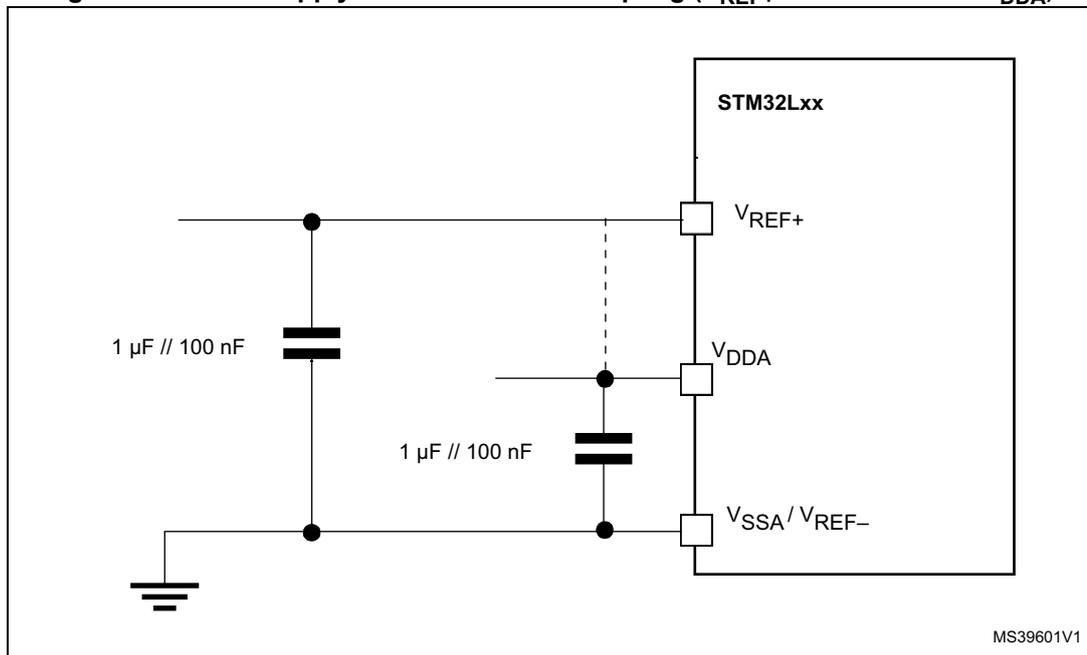 STM32Lxx
VREF+
1 µF // 100 nF
VDDA
1 µF // 100 nF
VSSA / VREF–
MS39601V1